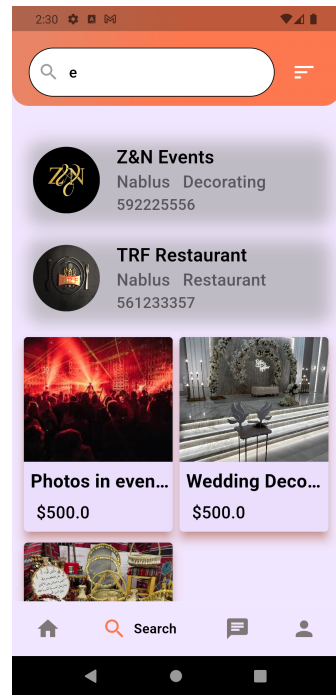 2:30
e
Z&N Events
Nablus Decorating
592225556
TRF Restaurant
Nablus Restaurant
561233357
Photos in even... Wedding Deco...
$500.0 $500.0
Search